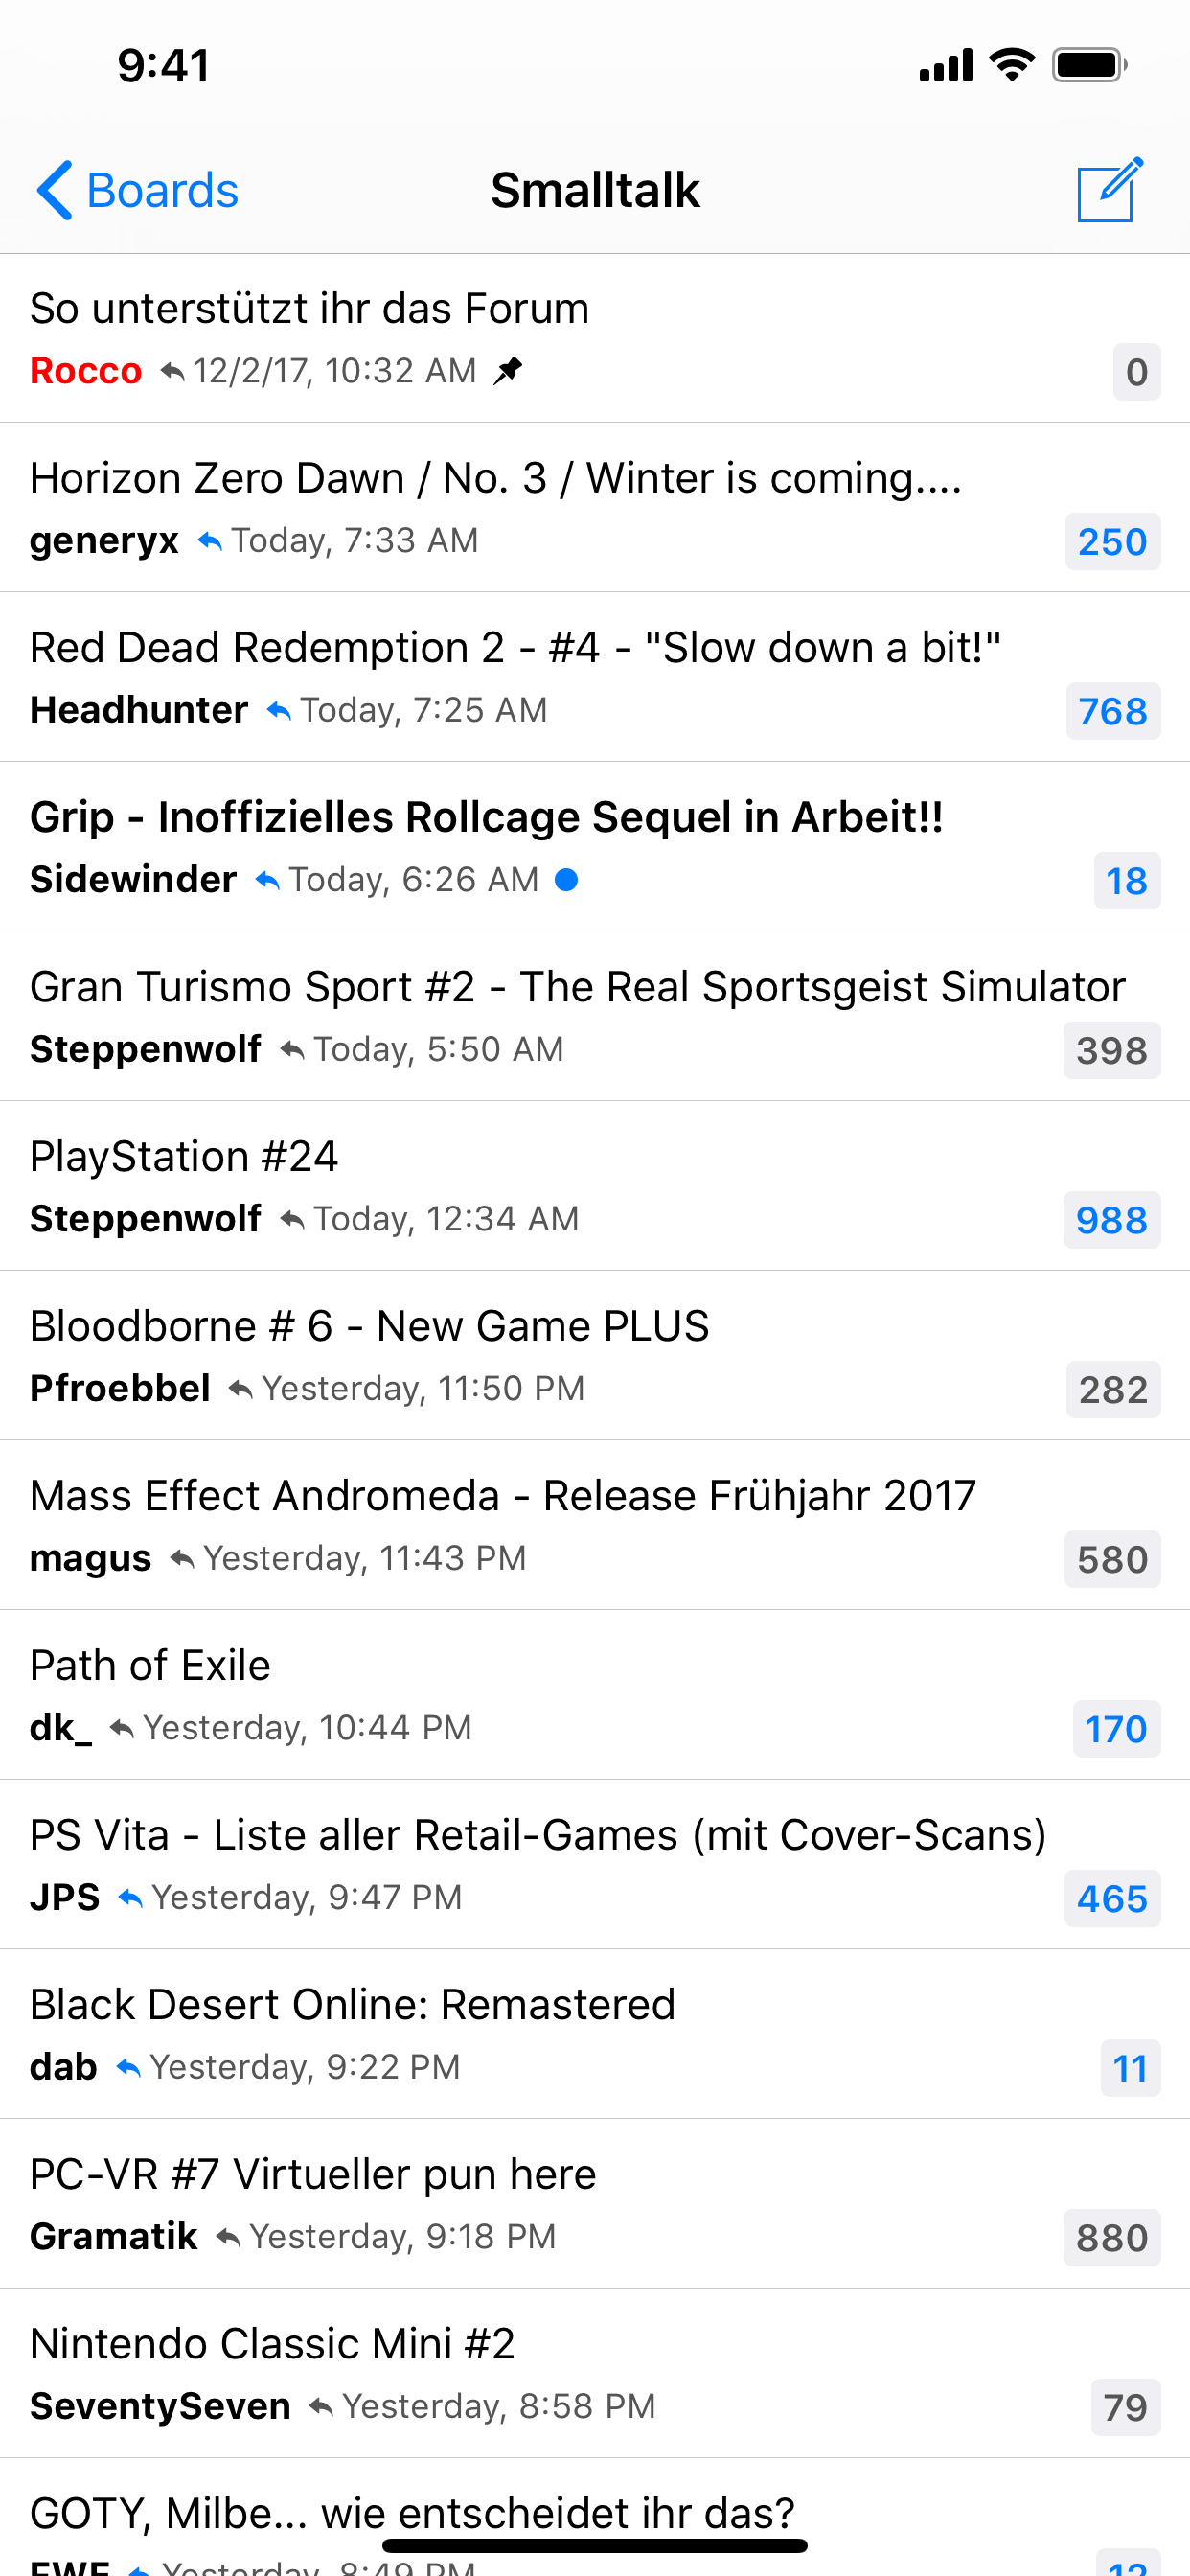 9:41
Boards
Smalltalk
So unterstützt ihr das Forum
Rocco 12/2/17, 10:32 AM 0
Horizon Zero Dawn / No. 3 / Winter is coming....
generyx Today, 7:33 AM 250
Red Dead Redemption 2 - #4 - "Slow down a bit!"
Headhunter Today, 7:25 AM 768
Grip - Inoffizielles Rollcage Sequel in Arbeit!!
Sidewinder Today, 6:26 AM 18
Gran Turismo Sport #2 - The Real Sportsgeist Simulator
Steppenwolf Today, 5:50 AM 398
PlayStation #24
Steppenwolf Today, 12:34 AM 988
Bloodborne # 6 - New Game PLUS
Pfroebbel Yesterday, 11:50 PM 282
Mass Effect Andromeda - Release Frühjahr 2017
magus Yesterday, 11:43 PM 580
Path of Exile
dk_ Yesterday, 10:44 PM 170
PS Vita - Liste aller Retail-Games (mit Cover-Scans)
JPS Yesterday, 9:47 PM 465
Black Desert Online: Remastered
dab Yesterday, 9:22 PM 11
PC-VR #7 Virtueller pun here
Gramatik Yesterday, 9:18 PM 880
Nintendo Classic Mini #2
SeventySeven Yesterday, 8:58 PM 79
GOTY, Milbe... wie entscheidet ihr das?
Yesterday, 8:49 PM